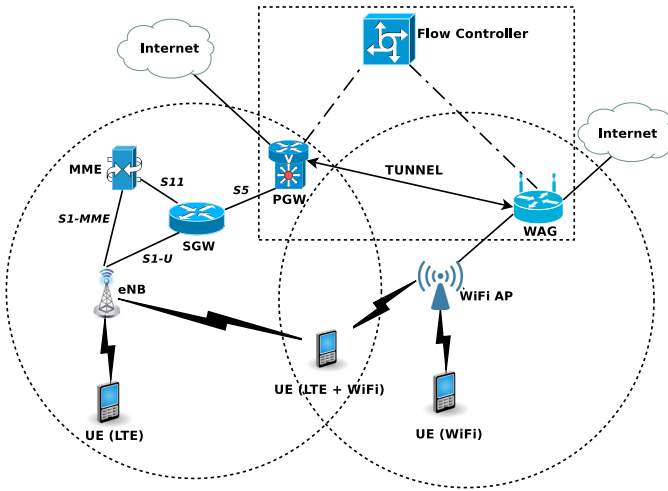 Flow Controller
Internet
Internet
MME
S11
S5
TUNNEL
PGW
S1-MME
SGW
WAG
S1-U
eNB
WiFi AP
UE (LTE + WiFi)
UE (LTE)
UE (WiFi)